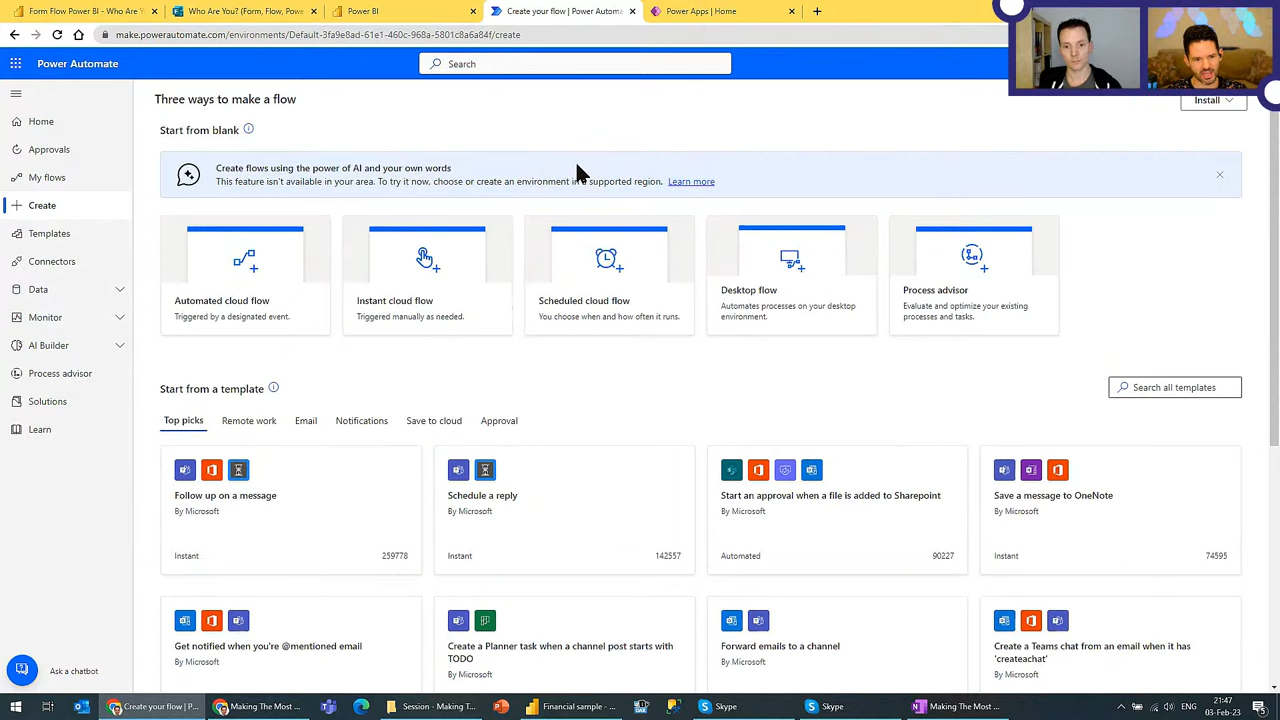 Form Flow Power BI - Who Are Y
Who Are You? (Form, Flow, Powe
Power BI
Create your flow | Power Automa
Power Apps | Home
make.powerautomate.com/environments/Default-3fa9e8ad-61e1-460c-968a-5801c8a6a84f/create
Power Automate
Search
Three ways to make a flow
Install
Home
Approvals
My flows
Create
Templates
Connectors
Data
Monitor
AI Builder
Process advisor
Solutions
Learn
Start from blank
Create flows using the power of AI and your own words
This feature isn't available in your area. To try it now, choose or create an environment in supported region. Learn more
Automated cloud flow
Triggered by a designated event.
Instant cloud flow
Triggered manually as needed.
Scheduled cloud flow
You choose when and how often it runs.
Desktop flow
Automates processes on your desktop
environment.
Process advisor
Evaluate and optimize your existing
processes and tasks.
Start from a template
Search all templates
Top picks
Remote work
Email
Notifications
Save to cloud
Approval
Follow up on a message
By Microsoft
Instant
259778
Schedule a reply
By Microsoft
Instant
142557
Start an approval when a file is added to Sharepoint
By Microsoft
Automated
90227
Save a message to OneNote
By Microsoft
Instant
74595
Get notified when you're @mentioned email
By Microsoft
Create a Planner task when a channel post starts with
TODO
By Microsoft
Forward emails to a channel
By Microsoft
Create a Teams chat from an email when it has
'createachat'
By Microsoft
Ask a chatbot
Create your flow | P...
Making The Most ...
Session - Making T...
Financial sample - ...
Skype
Skype
Making The Most ...
21:47
03-Feb-23